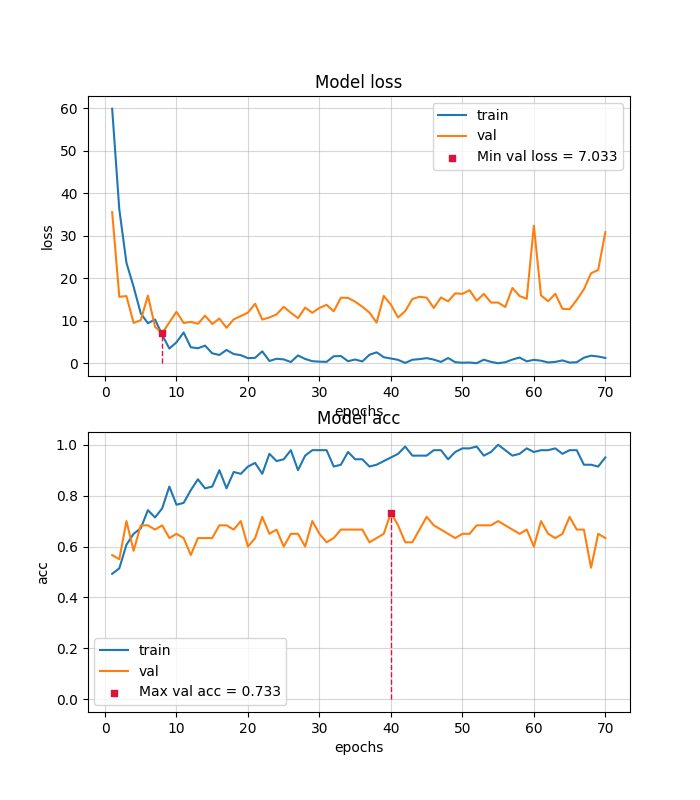 Model loss
60
50
40
30
20
10
0
loss
train
val
Min val loss = 7.033
0 10 20 30 40 50 60 70
epochs
Model acc
1.0
0.8
0.6
0.4
0.2
0.0
acc
train
val
Max val acc = 0.733
0 10 20 30 40 50 60 70
epochs